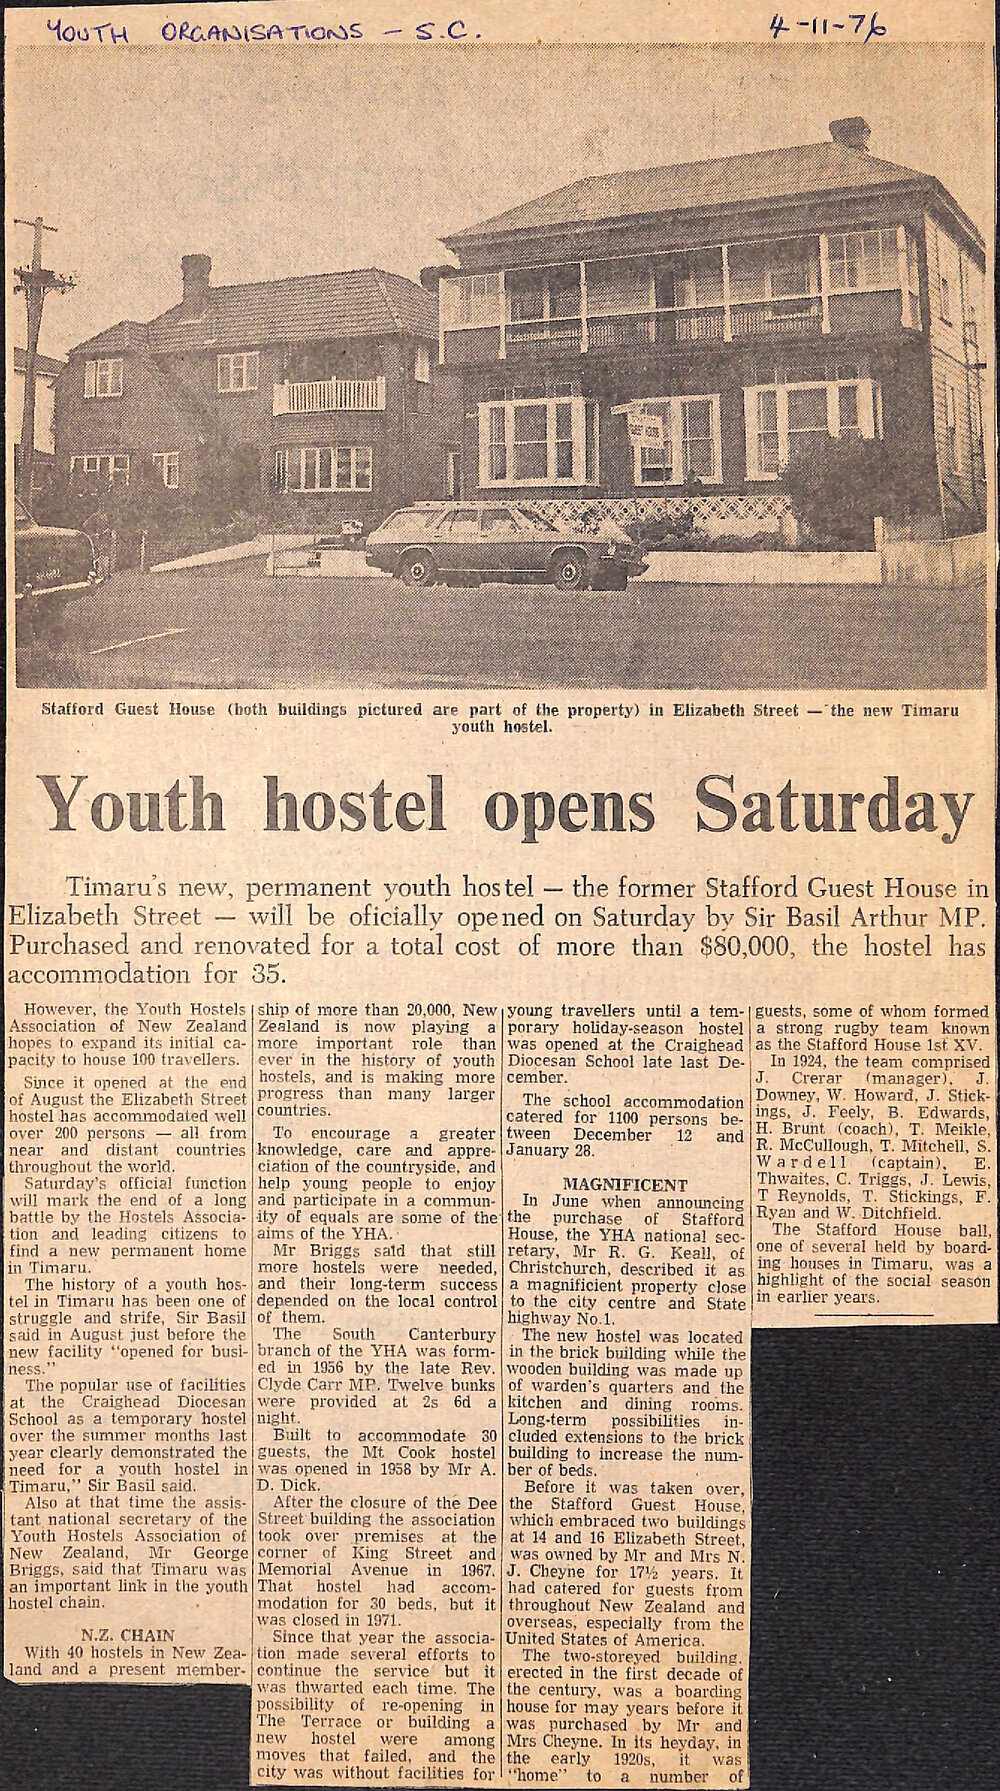 YOUTH ORGANISATIONS - S.C.
4-11-76
GUEST HOUSE
Stafford Guest House (both buildings pictured are part of the property) in Elizabeth Street — the new Timaru
youth hostel.
Youth hostel opens Saturday
Timaru's new, permanent youth hostel — the former Stafford Guest House in
Elizabeth Street — will be oficially opened on Saturday by Sir Basil Arthur MP.
Purchased and renovated for a total cost of more than $80,000, the hostel has
accommodation for 35.
However, the Youth Hostels
Association of New Zealand
hopes to expand its initial ca-
pacity to house 100 travellers.
Since it opened at the end
of August the Elizabeth Street
hostel has accommodated well
over 200 persons — all from
near and distant countries
throughout the world.
Saturday's official function
will mark the end of a long
battle by the Hostels Associa-
tion and leading citizens to
find a new permanent home
in Timaru.
The history of a youth hos-
tel in Timaru has been one of
struggle and strife, Sir Basil
said in August just before the
new facility "opened for busi-
ness."
The popular use of facilities
at the Craighead Diocesan
School as a temporary hostel
over the summer months last
year clearly demonstrated the
need for a youth hostel in
Timaru," Sir Basil said.
Also at that time the assis-
tant national secretary of the
Youth Hostels Association of
New Zealand, Mr George
Briggs, said that Timaru was
an important link in the youth
hostel chain.
N.Z. CHAIN
With 40 hostels in New Zea-
land and a present member-
ship of more than 20,000, New
Zealand is now playing a
more important role than
ever in the history of youth
hostels, and is making more
progress than many larger
countries.
To encourage a greater
knowledge, care and appre-
ciation of the countryside, and
help young people to enjoy
and participate in a commun-
ity of equals are some of the
aims of the YHA.
Mr Briggs said that still
more hostels were needed,
and their long-term success
depended on the local control
of them.
The South Canterbury
branch of the YHA was form-
ed in 1956 by the late Rev.
Clyde Carr MP. Twelve bunks
were provided at 2s 6d a
night.
Built to accommodate 30
guests, the Mt Cook hostel
was opened in 1958 by Mr A.
D. Dick.
After the closure of the Dee
Street building the association
took over premises at the
corner of King Street and
Memorial Avenue in 1967.
That hostel had accom-
modation for 30 beds, but it
was closed in 1971.
Since that year the associa-
tion made several efforts to
continue the service but it
was thwarted each time. The
possibility of re-opening in
The Terrace or building a
new hostel were among
moves that failed, and the
city was without facilities for
young travellers until a tem-
porary holiday-season hostel
was opened at the Craighead
Diocesan School late last De-
cember.
The school accommodation
catered for 1100 persons be-
tween December 12 and
January 28.
MAGNIFICENT
In June when announcing
the purchase of Stafford
House, the YHA national sec-
retary, Mr R. G. Keall, of
Christchurch, described it as
a magnificient property close
to the city centre and State
highway No.1.
The new hostel was located
in the brick building while the
wooden building was made up
of warden's quarters and the
kitchen and dining rooms.
Long-term possibilities in-
cluded extensions to the brick
building to increase the num-
ber of beds.
Before it was taken over,
the Stafford Guest House,
which embraced two buildings
at 14 and 16 Elizabeth Street,
was owned by Mr and Mrs N.
J. Cheyne for 17½ years. It
had catered for guests from
throughout New Zealand and
overseas, especially from the
United States of America.
The two-storeyed building,
erected in the first decade of
the century, was a boarding
house for may years before it
was purchased by Mr and
Mrs Cheyne. In its heyday, in
the early 1920s, it was
"home" to a number of
guests, some of whom formed
a strong rugby team known
as the Stafford House 1st XV.
In 1924, the team comprised
J. Crerar (manager), J.
Downey, W. Howard, J. Stick-
ings, J. Feely, B. Edwards,
H. Brunt (coach), T. Meikle,
R. McCullough, T. Mitchell, S.
Wardell (captain), E.
Thwaites, C. Triggs, J. Lewis,
T Reynolds, T. Stickings, F.
Ryan and W. Ditchfield.
The Stafford House ball,
one of several held by board-
ing houses in Timaru, was a
highlight of the social season
in earlier years.